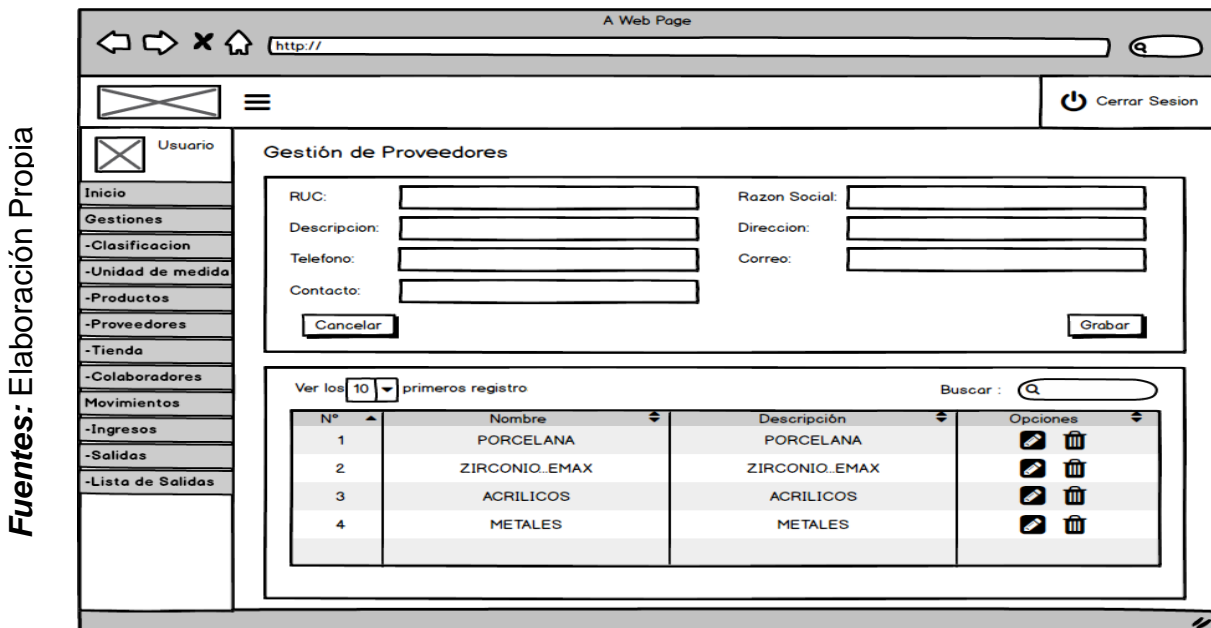 A Web Page
http://
Cerrar Sesion
Usuario
Inicio
Gestiones
-Clasificacion
-Unidad de medida
-Productos
-Proveedores
-Tienda
-Colaboradores
Movimientos
-Ingresos
-Salidas
-Lista de Salidas
Gestión de Proveedores
RUC: Razon Social:
Descripcion: Direccion:
Telefono: Correo:
Contacto:
Cancelar Grabar
Ver los 10 primeros registro Buscar :
N° Nombre Descripción Opciones
1 PORCELANA PORCELANA
2 ZIRCONIO..EMAX ZIRCONIO..EMAX
3 ACRILICOS ACRILICOS
4 METALES METALES
Fuentes: Elaboración Propia